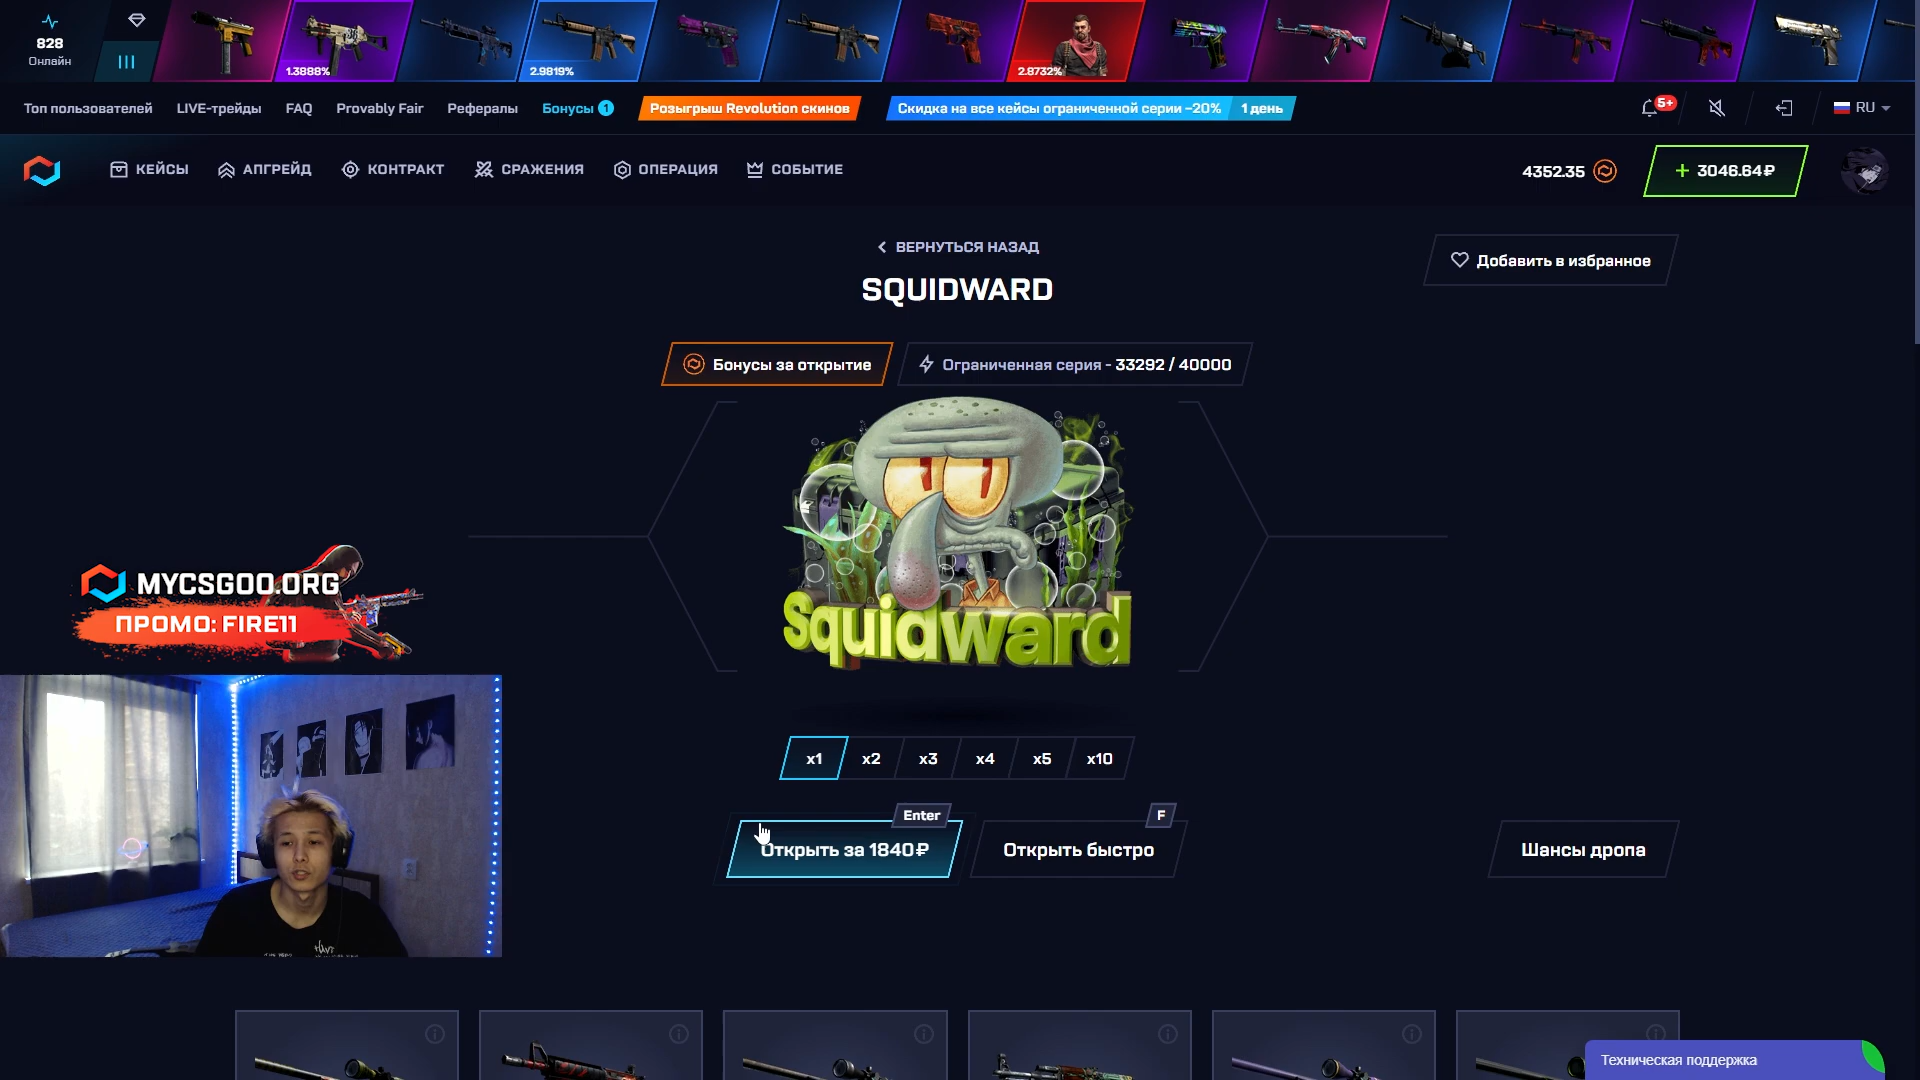 828
Онлайн
1.3888%
2.9819%
2.8732%
Топ пользователей
LIVE-трейды
FAQ
Provably Fair
Рефералы
Бонусы 1
Розыгрыш Revolution скинов
Скидка на все кейсы ограниченной серии –20%
1 день
5+
RU
КЕЙСЫ
АПГРЕЙД
КОНТРАКТ
СРАЖЕНИЯ
ОПЕРАЦИЯ
СОБЫТИЕ
4352.35
+ 3046.64₽
ВЕРНУТЬСЯ НАЗАД
Добавить в избранное
SQUIDWARD
Бонусы за открытие
Ограниченная серия - 33292 / 40000
Squidward
MYCSGOO.ORG
ПРОМО: FIRE11
x1
x2
x3
x4
x5
x10
Enter
F
Открыть за 1840₽
Открыть быстро
Шансы дропа
Техническая поддержка